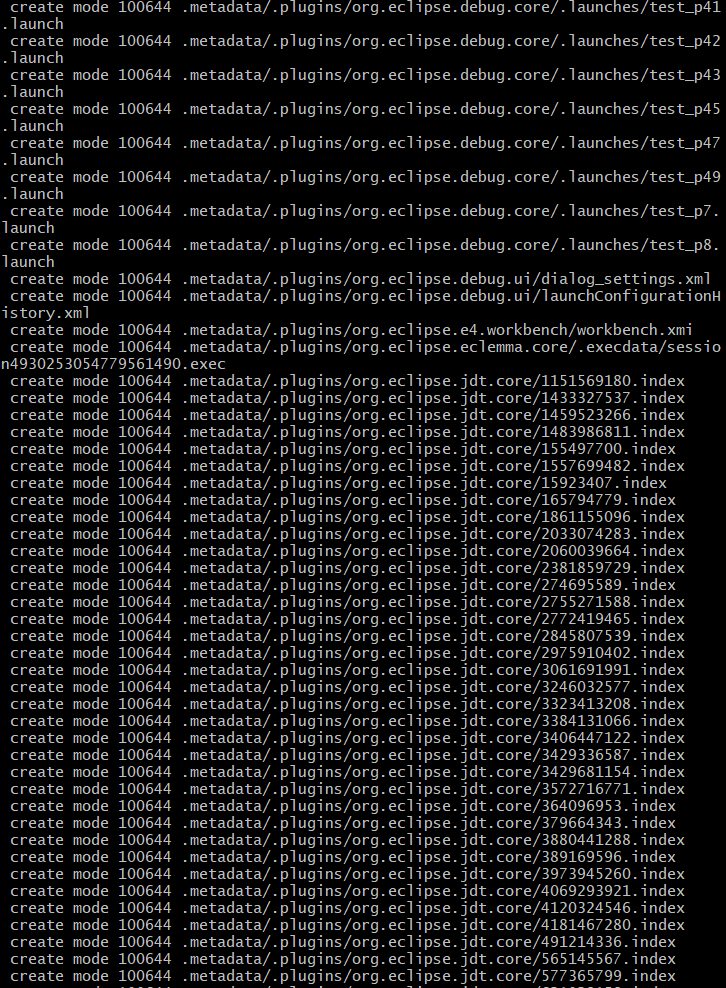 create mode 100644 .metadata/.plugins/org.eclipse.debug.core/.launches/test_p41
.launch
create mode 100644 .metadata/.plugins/org.eclipse.debug.core/.launches/test_p42
.launch
create mode 100644 .metadata/.plugins/org.eclipse.debug.core/.launches/test_p43
.launch
create mode 100644 .metadata/.plugins/org.eclipse.debug.core/.launches/test_p45
.launch
create mode 100644 .metadata/.plugins/org.eclipse.debug.core/.launches/test_p47
.launch
create mode 100644 .metadata/.plugins/org.eclipse.debug.core/.launches/test_p49
.launch
create mode 100644 .metadata/.plugins/org.eclipse.debug.core/.launches/test_p7.
launch
create mode 100644 .metadata/.plugins/org.eclipse.debug.core/.launches/test_p8.
launch
create mode 100644 .metadata/.plugins/org.eclipse.debug.ui/dialog_settings.xml
create mode 100644 .metadata/.plugins/org.eclipse.debug.ui/launchConfigurationH
istory.xml
create mode 100644 .metadata/.plugins/org.eclipse.e4.workbench/workbench.xmi
create mode 100644 .metadata/.plugins/org.eclipse.eclemma.core/.execdata/sessio
n4930253054779561490.exec
create mode 100644 .metadata/.plugins/org.eclipse.jdt.core/1151569180.index
create mode 100644 .metadata/.plugins/org.eclipse.jdt.core/1433327537.index
create mode 100644 .metadata/.plugins/org.eclipse.jdt.core/1459523266.index
create mode 100644 .metadata/.plugins/org.eclipse.jdt.core/1483986811.index
create mode 100644 .metadata/.plugins/org.eclipse.jdt.core/155497700.index
create mode 100644 .metadata/.plugins/org.eclipse.jdt.core/1557699482.index
create mode 100644 .metadata/.plugins/org.eclipse.jdt.core/15923407.index
create mode 100644 .metadata/.plugins/org.eclipse.jdt.core/165794779.index
create mode 100644 .metadata/.plugins/org.eclipse.jdt.core/1861155096.index
create mode 100644 .metadata/.plugins/org.eclipse.jdt.core/2033074283.index
create mode 100644 .metadata/.plugins/org.eclipse.jdt.core/2060039664.index
create mode 100644 .metadata/.plugins/org.eclipse.jdt.core/2381859729.index
create mode 100644 .metadata/.plugins/org.eclipse.jdt.core/274695589.index
create mode 100644 .metadata/.plugins/org.eclipse.jdt.core/2755271588.index
create mode 100644 .metadata/.plugins/org.eclipse.jdt.core/2772419465.index
create mode 100644 .metadata/.plugins/org.eclipse.jdt.core/2845807539.index
create mode 100644 .metadata/.plugins/org.eclipse.jdt.core/2975910402.index
create mode 100644 .metadata/.plugins/org.eclipse.jdt.core/3061691991.index
create mode 100644 .metadata/.plugins/org.eclipse.jdt.core/3246032577.index
create mode 100644 .metadata/.plugins/org.eclipse.jdt.core/3323413208.index
create mode 100644 .metadata/.plugins/org.eclipse.jdt.core/3384131066.index
create mode 100644 .metadata/.plugins/org.eclipse.jdt.core/3406447122.index
create mode 100644 .metadata/.plugins/org.eclipse.jdt.core/3429336587.index
create mode 100644 .metadata/.plugins/org.eclipse.jdt.core/3429681154.index
create mode 100644 .metadata/.plugins/org.eclipse.jdt.core/3572716771.index
create mode 100644 .metadata/.plugins/org.eclipse.jdt.core/364096953.index
create mode 100644 .metadata/.plugins/org.eclipse.jdt.core/379664343.index
create mode 100644 .metadata/.plugins/org.eclipse.jdt.core/3880441288.index
create mode 100644 .metadata/.plugins/org.eclipse.jdt.core/389169596.index
create mode 100644 .metadata/.plugins/org.eclipse.jdt.core/3973945260.index
create mode 100644 .metadata/.plugins/org.eclipse.jdt.core/4069293921.index
create mode 100644 .metadata/.plugins/org.eclipse.jdt.core/4120324546.index
create mode 100644 .metadata/.plugins/org.eclipse.jdt.core/4181467280.index
create mode 100644 .metadata/.plugins/org.eclipse.jdt.core/491214336.index
create mode 100644 .metadata/.plugins/org.eclipse.jdt.core/565145567.index
create mode 100644 .metadata/.plugins/org.eclipse.jdt.core/577365799.index